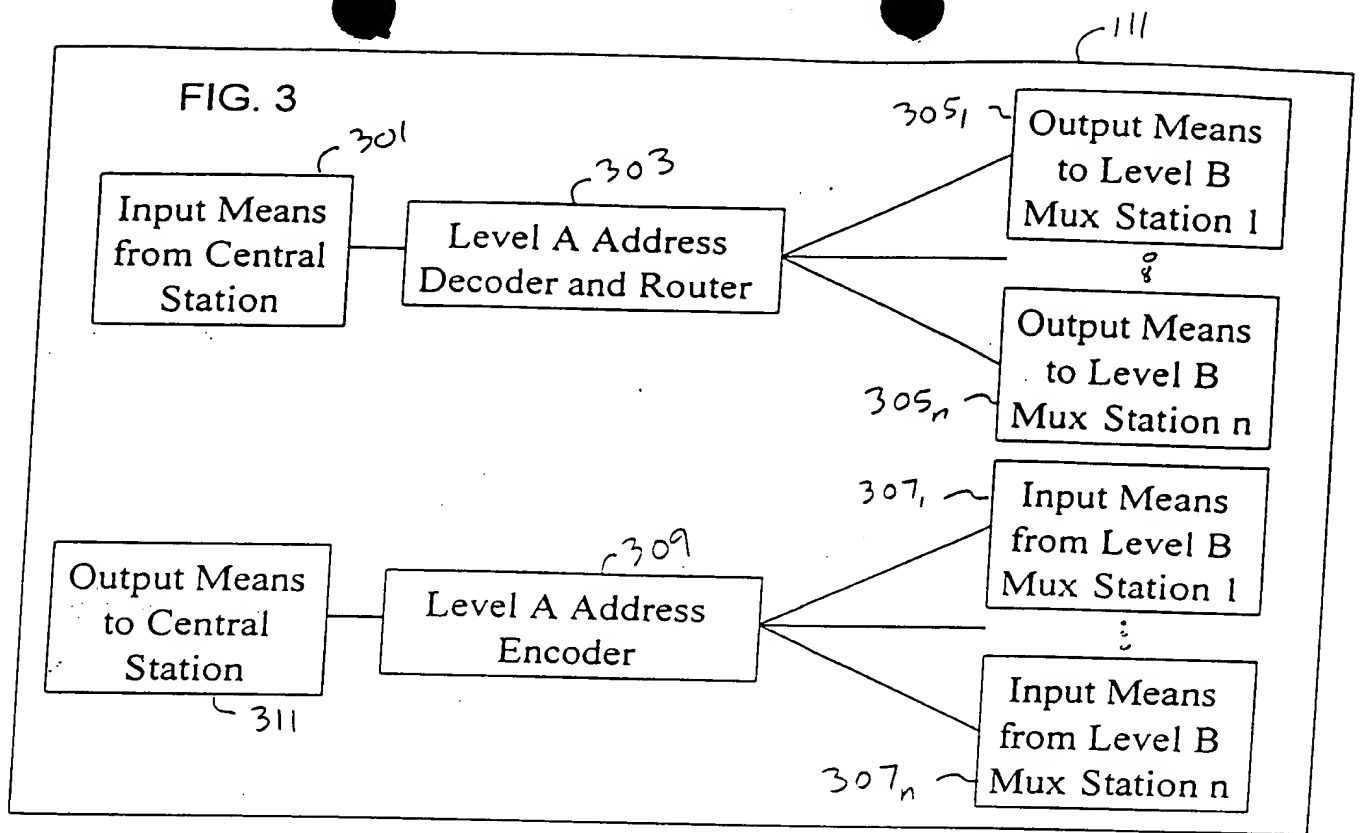 111
FIG. 3
301
Input Means
from Central
Station
303
Level A Address
Decoder and Router
305₁
Output Means
to Level B
Mux Station 1
305ₙ
Output Means
to Level B
Mux Station n
307₁
Input Means
from Level B
Mux Station 1
309
Level A Address
Encoder
Output Means
to Central
Station
311
307ₙ
Input Means
from Level B
Mux Station n